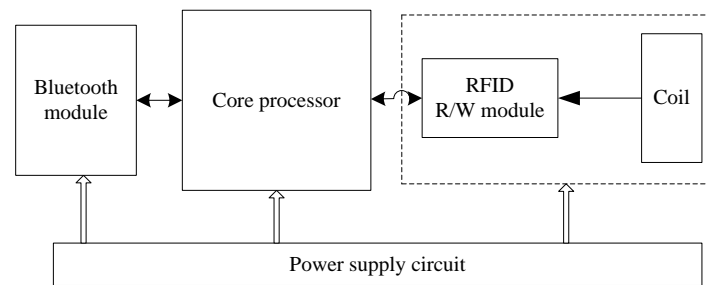 Bluetooth
module
Core processor
RFID
R/W module
Coil
Power supply circuit